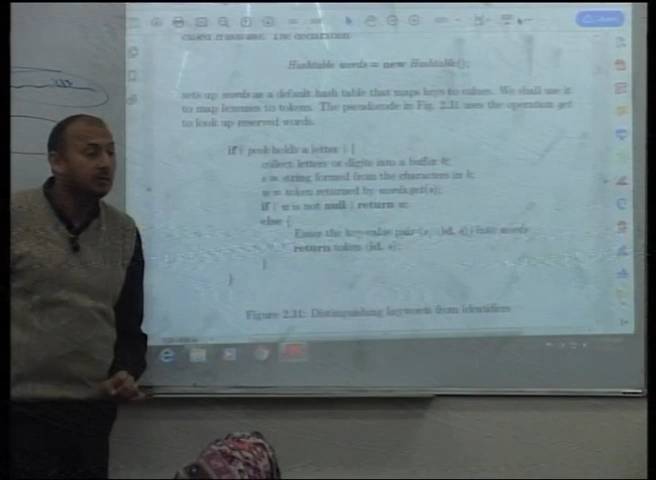 called Hashtable. The declaration
Hashtable words = new Hashtable();
sets up words as a default hash table that maps keys to values. We shall use it
to map lexemes to tokens. The pseudocode in Fig. 2.31 uses the operation get
to look up reserved words.
if ( peek holds a letter ) {
collect letters or digits into a buffer b;
s = string formed from the characters in b;
w = token returned by words.get(s);
if ( w is not null ) return w;
else {
Enter the key-value pair (s, ⟨id, s⟩) into words
return token ⟨id, s⟩;
}
}
Figure 2.31: Distinguishing keywords from identifiers